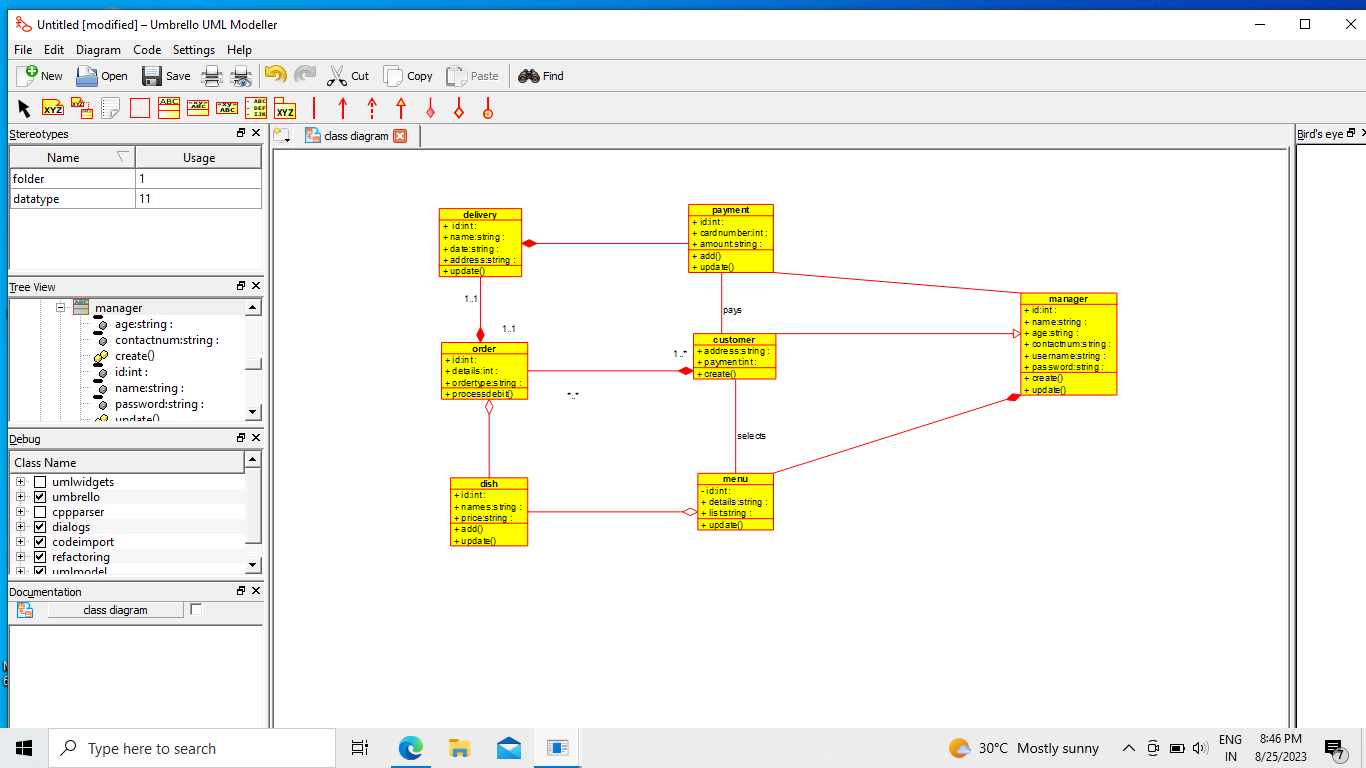 Untitled [modified] – Umbrello UML Modeller
File Edit Diagram Code Settings Help
New Open Save Cut Copy Paste Find
XYZ XYZ ABC xy ABC xy ABC ABC DEF IJK XYZ
Stereotypes
class diagram
Bird's eye
Name Usage
folder 1
datatype 11
Tree View
manager
age:string :
contactnum:string :
create()
id:int :
name:string :
password:string :
update()
Debug
Class Name
umlwidgets
umbrello
cppparser
dialogs
codeimport
refactoring
umlmodel
Documentation
class diagram
delivery
+ id:int :
+ name:string :
+ date:string :
+ address:string :
+ update()
payment
+ id:int :
+ cardnumber:int :
+ amount:string :
+ add()
+ update()
manager
+ id:int :
+ name:string :
+ age:string :
+ contactnum:string :
+ username:string :
+ password:string :
+ create()
+ update()
1..1
1..1
pays
order
+ id:int :
+ details:int :
+ ordertype:string :
+ processdebit()
1..*
customer
+ address:string :
+ payment:int :
+ create()
*..*
selects
dish
+ id:int :
+ names:string :
+ price:string :
+ add()
+ update()
menu
- id:int :
+ details:string :
+ list:string :
+ update()
Type here to search
30°C Mostly sunny
ENG
IN
8:46 PM
8/25/2023
7